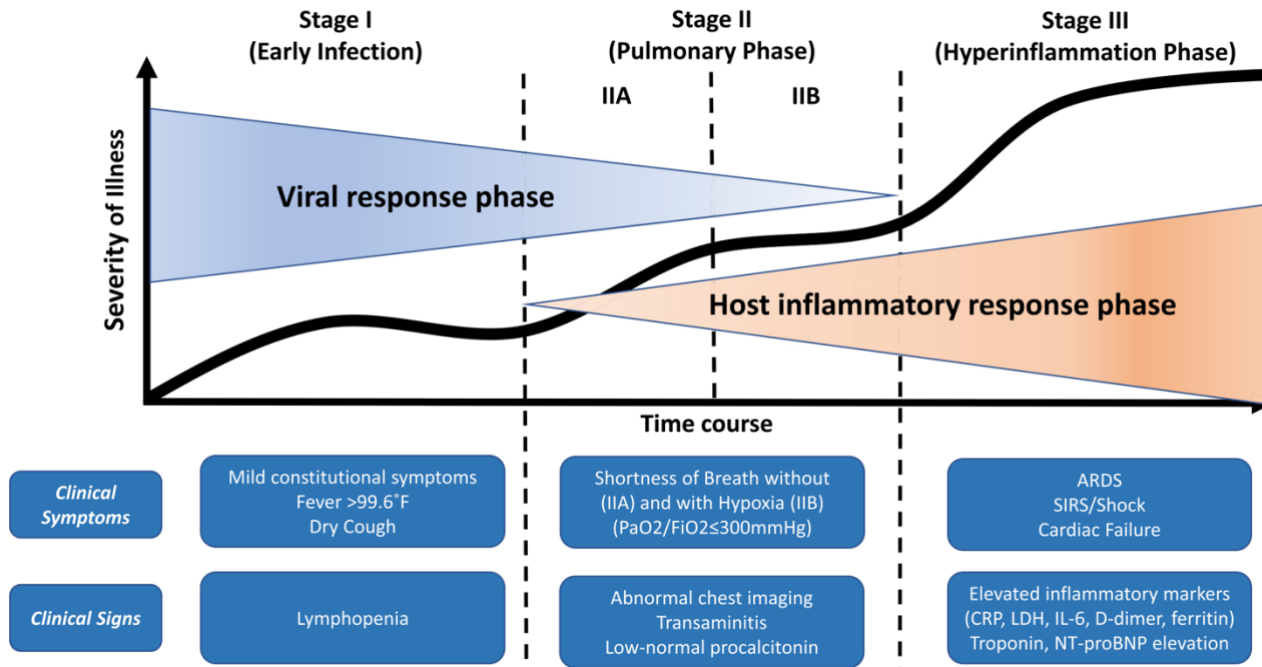 Stage I
(Early Infection)
Stage II
(Pulmonary Phase)
Stage III
(Hyperinflammation Phase)
IIA
IIB
Severity of Illness
Viral response phase
Host inflammatory response phase
Time course
Clinical
Symptoms
Mild constitutional symptoms
Fever >99.6°F
Dry Cough
Shortness of Breath without
(IIA) and with Hypoxia (IIB)
(PaO2/FiO2≤300mmHg)
ARDS
SIRS/Shock
Cardiac Failure
Clinical Signs
Lymphopenia
Abnormal chest imaging
Transaminitis
Low-normal procalcitonin
Elevated inflammatory markers
(CRP, LDH, IL-6, D-dimer, ferritin)
Troponin, NT-proBNP elevation